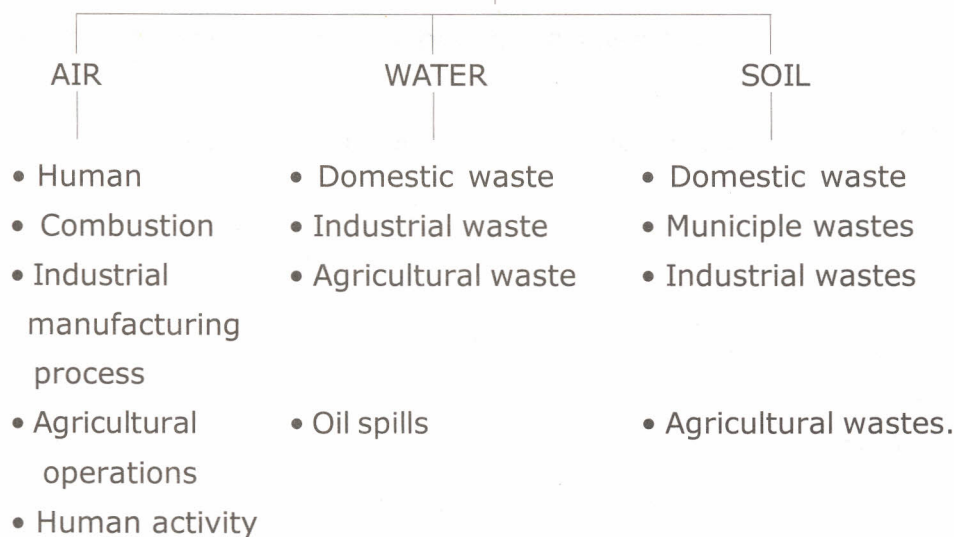 AIR WATER SOIL
• Human • Domestic waste • Domestic waste
• Combustion • Industrial waste • Municiple wastes
• Industrial • Agricultural waste • Industrial wastes
manufacturing
process
• Agricultural • Oil spills • Agricultural wastes.
operations
• Human activity